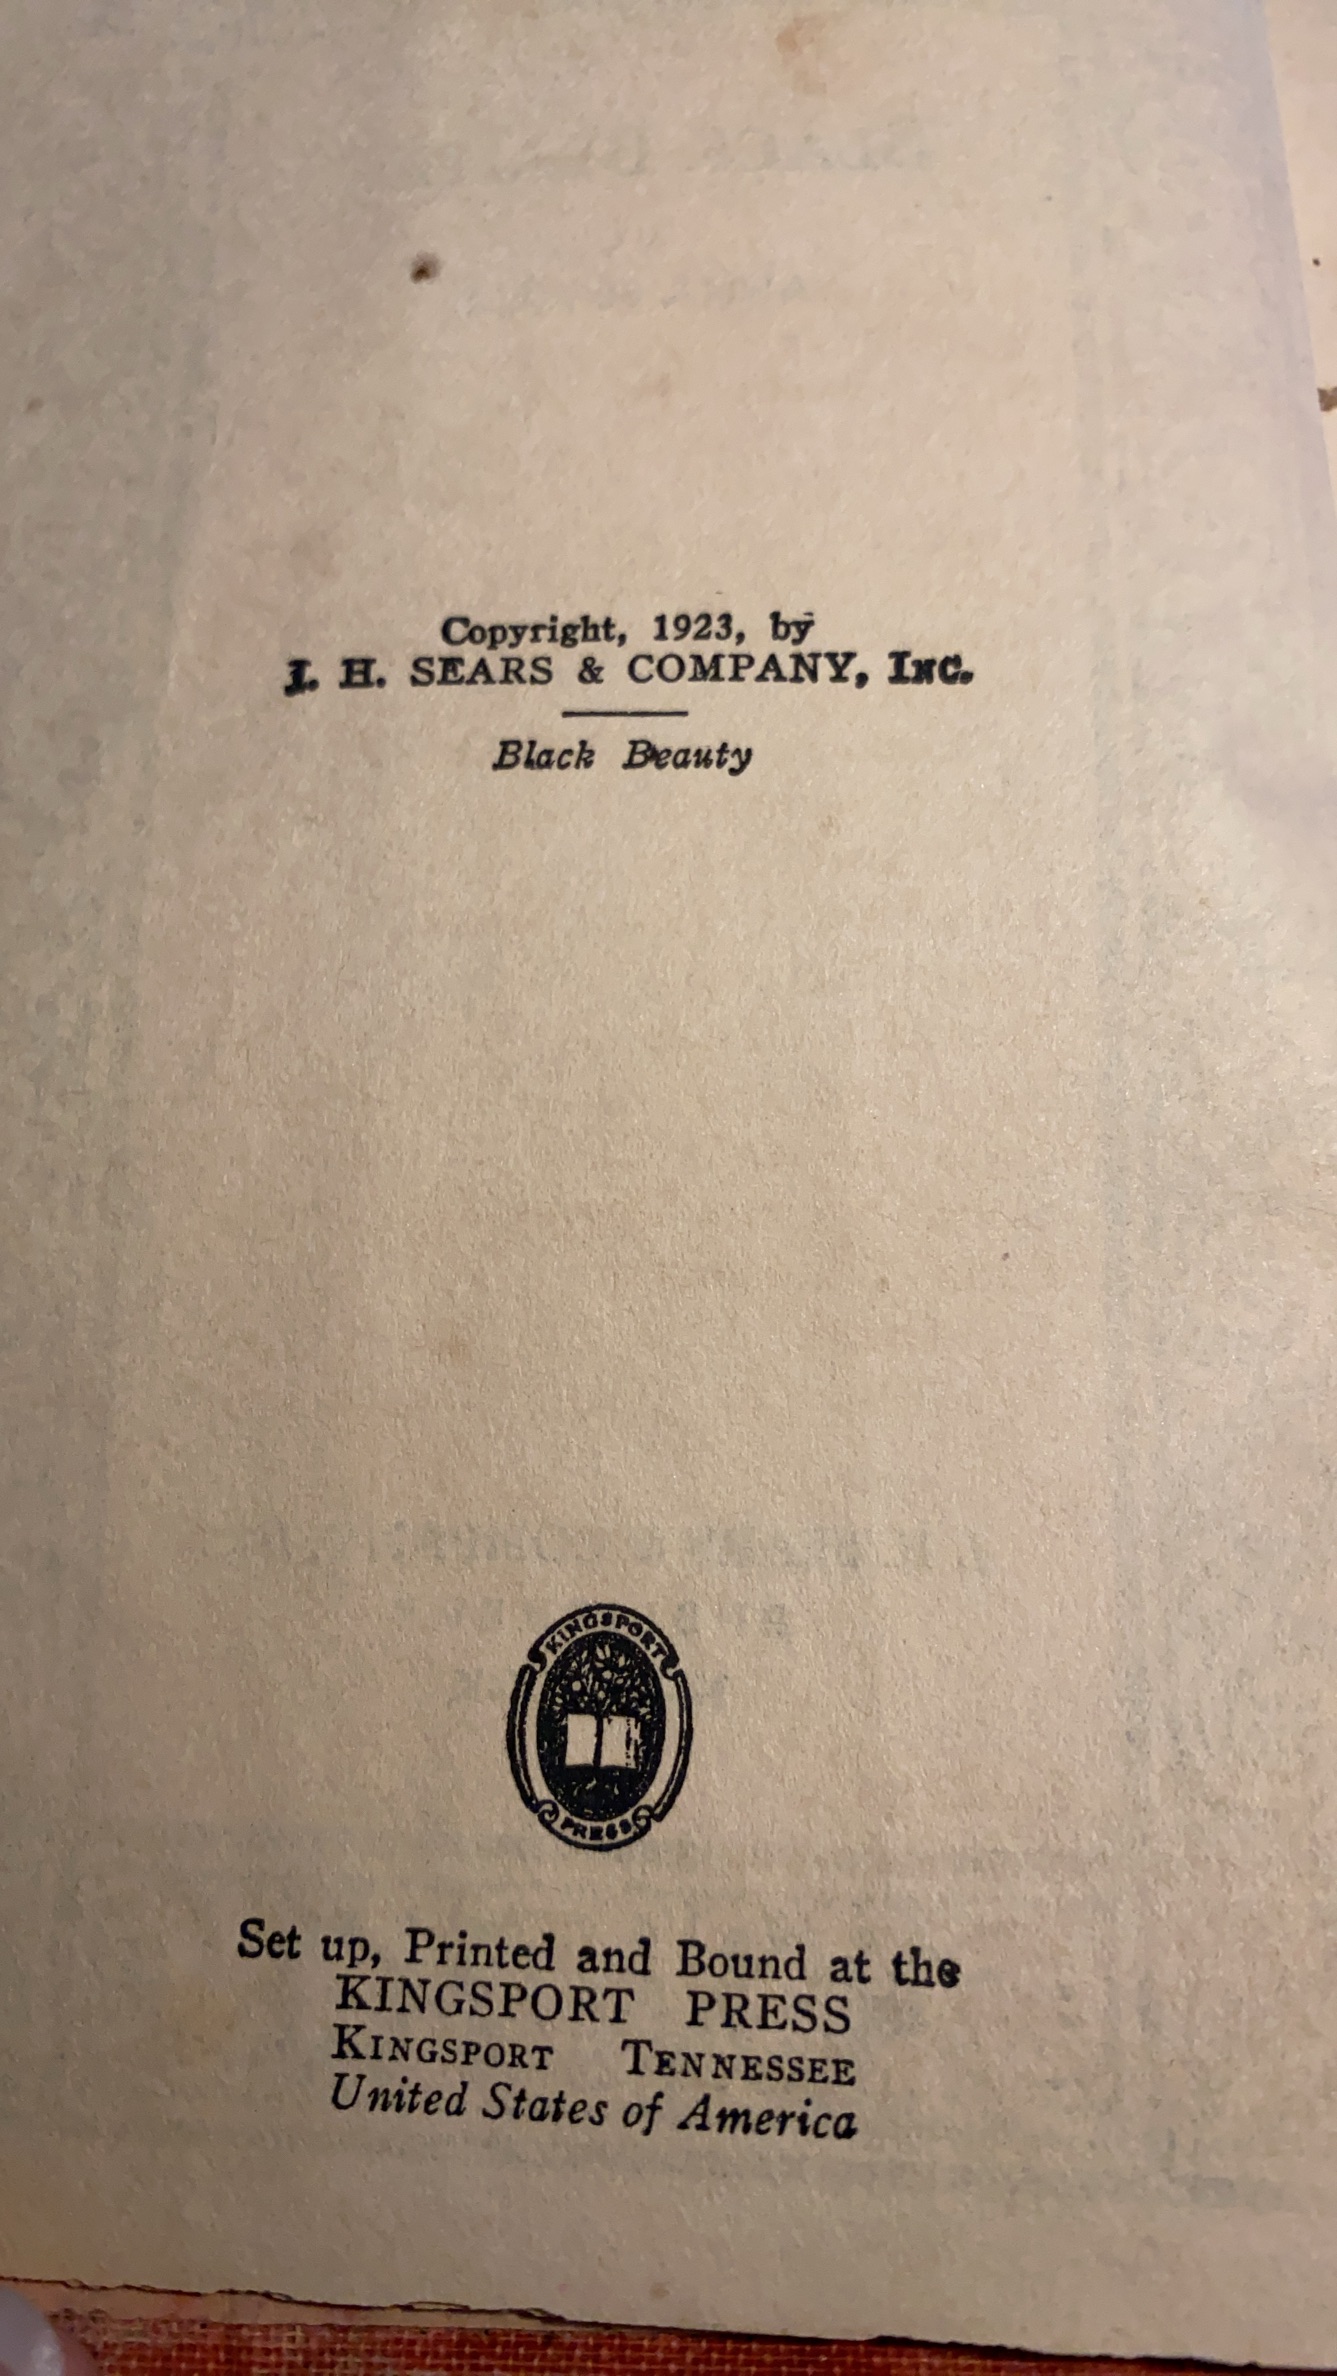 Copyright, 1923, by
J. H. SEARS & COMPANY, INC.
Black Beauty
KINGSPORT
PRESS
Set up, Printed and Bound at the
KINGSPORT PRESS
KINGSPORT TENNESSEE
United States of America